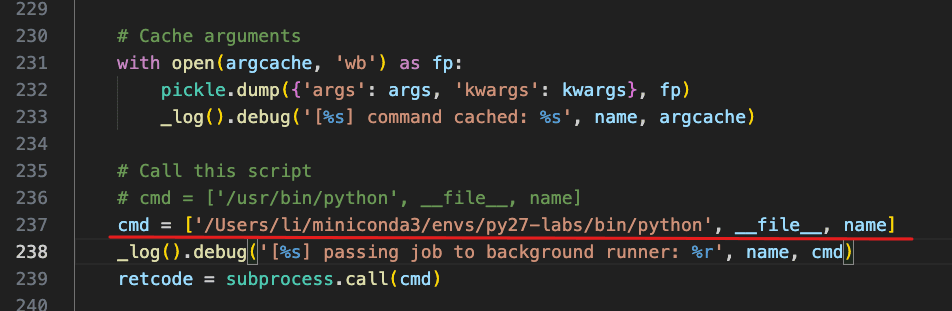 229
230 # Cache arguments
231 with open(argcache, 'wb') as fp:
232 pickle.dump({'args': args, 'kwargs': kwargs}, fp)
233 _log().debug('[%s] command cached: %s', name, argcache)
234
235 # Call this script
236 # cmd = ['/usr/bin/python', __file__, name]
237 cmd = ['/Users/li/miniconda3/envs/py27-labs/bin/python', __file__, name]
238 _log().debug('[%s] passing job to background runner: %r', name, cmd)
239 retcode = subprocess.call(cmd)
240